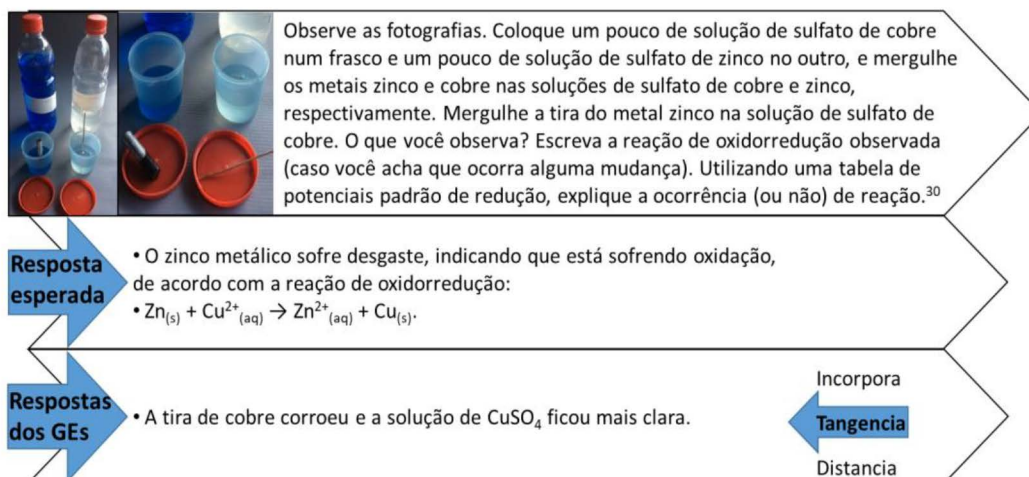 Observe as fotografias. Coloque um pouco de solução de sulfato de cobre
num frasco e um pouco de solução de sulfato de zinco no outro, e mergulhe
os metais zinco e cobre nas soluções de sulfato de cobre e zinco,
respectivamente. Mergulhe a tira do metal zinco na solução de sulfato de
cobre. O que você observa? Escreva a reação de oxidorredução observada
(caso você acha que ocorra alguma mudança). Utilizando uma tabela de
potenciais padrão de redução, explique a ocorrência (ou não) de reação.³⁰
Resposta
esperada
• O zinco metálico sofre desgaste, indicando que está sofrendo oxidação,
de acordo com a reação de oxidorredução:
• Zn₍ₛ₎ + Cu²⁺₍aq₎ → Zn²⁺₍aq₎ + Cu₍ₛ₎.
Respostas
dos GEs
• A tira de cobre corroeu e a solução de CuSO₄ ficou mais clara.
Incorpora
Tangencia
Distancia